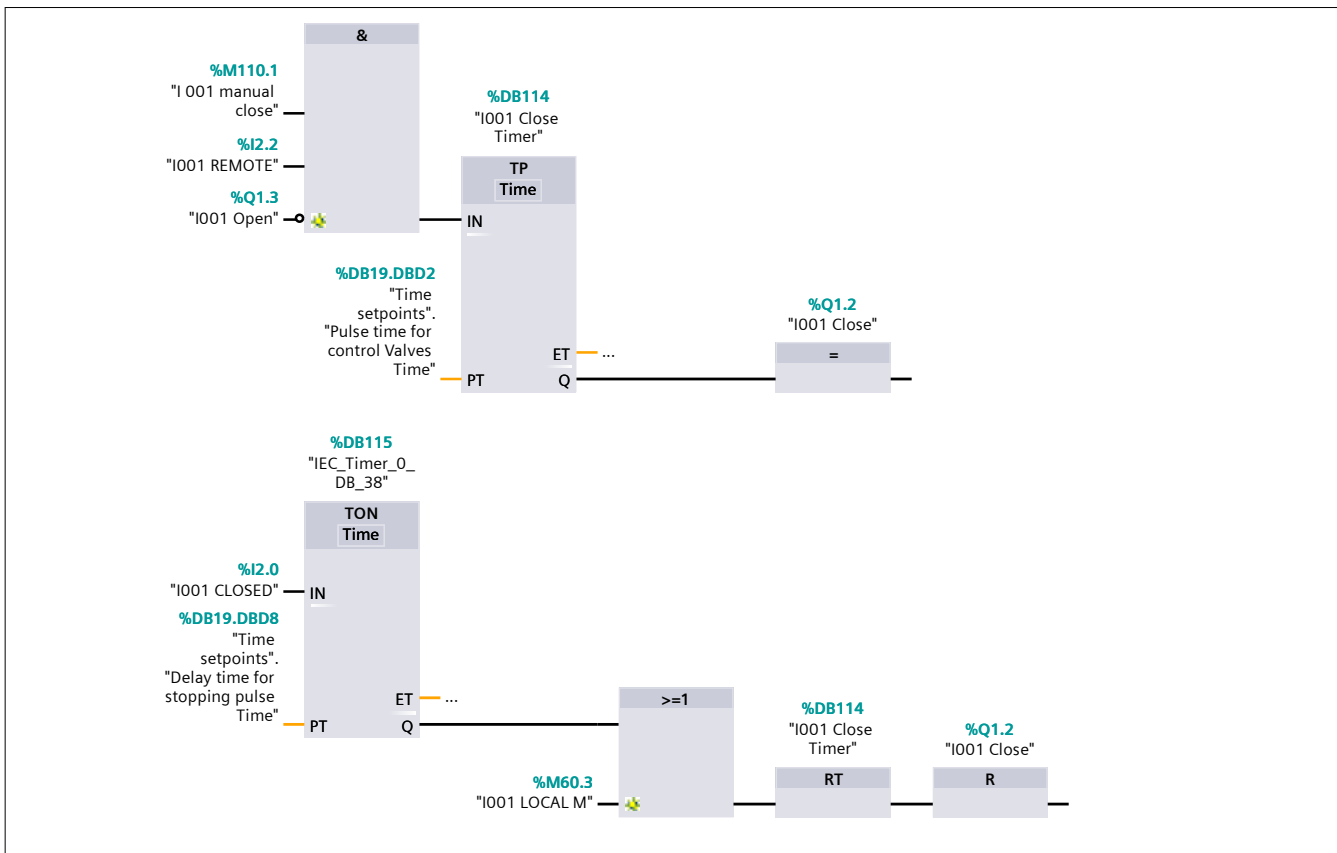 &
%M110.1
"I 001 manual
close"
%I2.2
"I001 REMOTE"
%Q1.3
"I001 Open"
%DB114
"I001 Close
Timer"
TP
Time
IN
%DB19.DBD2
"Time
setpoints".
"Pulse time for
control Valves
Time"
ET
...
PT
Q
%Q1.2
"I001 Close"
=
%DB115
"IEC_Timer_0_
DB_38"
TON
Time
%I2.0
"I001 CLOSED"
IN
%DB19.DBD8
"Time
setpoints".
"Delay time for
stopping pulse
Time"
ET
...
PT
Q
>=1
%M60.3
"I001 LOCAL M"
%DB114
"I001 Close
Timer"
RT
%Q1.2
"I001 Close"
R